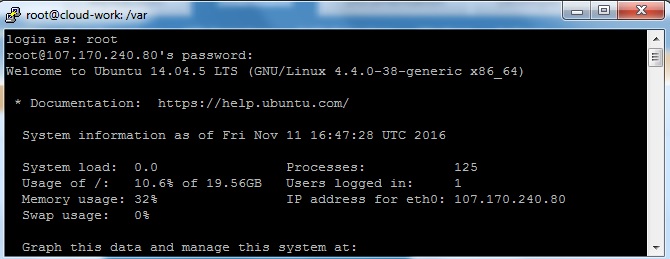 root@cloud-work: /var
login as: root
root@107.170.240.80's password:
Welcome to Ubuntu 14.04.5 LTS (GNU/Linux 4.4.0-38-generic x86_64)
* Documentation:  https://help.ubuntu.com/
System information as of Fri Nov 11 16:47:28 UTC 2016
System load:  0.0                Processes:           125
Usage of /:   10.6% of 19.56GB   Users logged in:     1
Memory usage: 32%                IP address for eth0: 107.170.240.80
Swap usage:   0%
Graph this data and manage this system at: